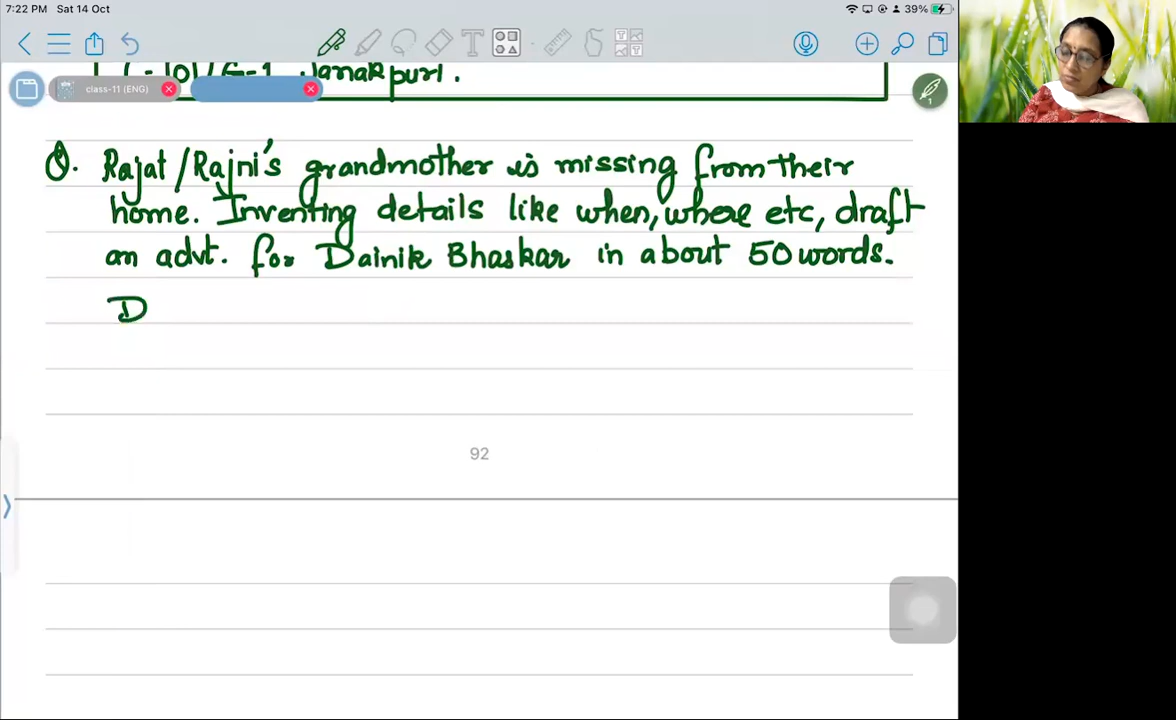 7:22 PM Sat 14 Oct
39%
Janakpuri.
class-11 (ENG)
1
Q. Rajat/Rajni's grandmother is missing from their
home. Inventing details like when, where etc, draft
an advt. for Dainik Bhaskar in about 50 words.
D
92